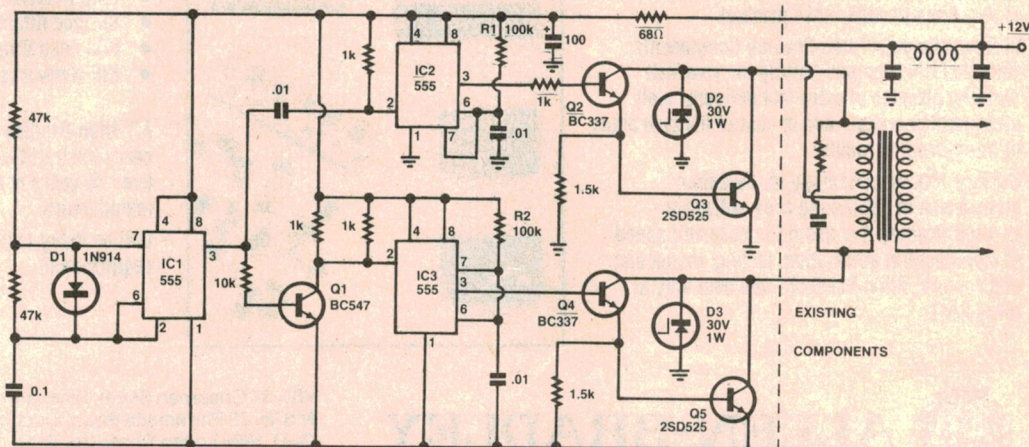 +12V
68Ω
R1 100k
100
1k
4 8
IC2
555
3
2
6
1
7
.01
.01
1k
Q2
BC337
D2
30V
1W
47k
1.5k
Q3
2SD525
4 8
7
IC1
555
3
6
2
1
D1 1N914
47k
0.1
10k
1k
1k
Q1
BC547
R2
100k
4 8
2
IC3
555
7
3
6
1
.01
Q4
BC337
D3
30V
1W
1.5k
Q5
2SD525
EXISTING
COMPONENTS